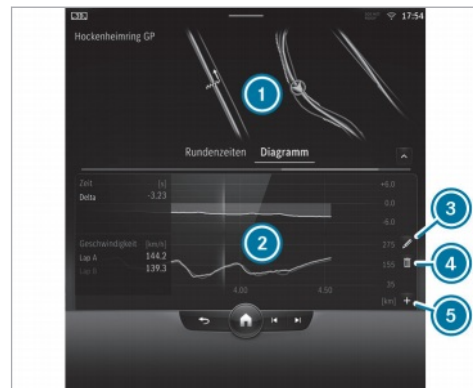 17:54
Hockenheimring GP
1
Rundenzeiten Diagramm
Zeit [s]
Delta -3.23
+6.0
0.0
-6.0
3
Geschwindigkeit [km/h]
Lap A 144.2
Lap B 139.3
2
275
155
35
4
4.00 4.50 [km]
5